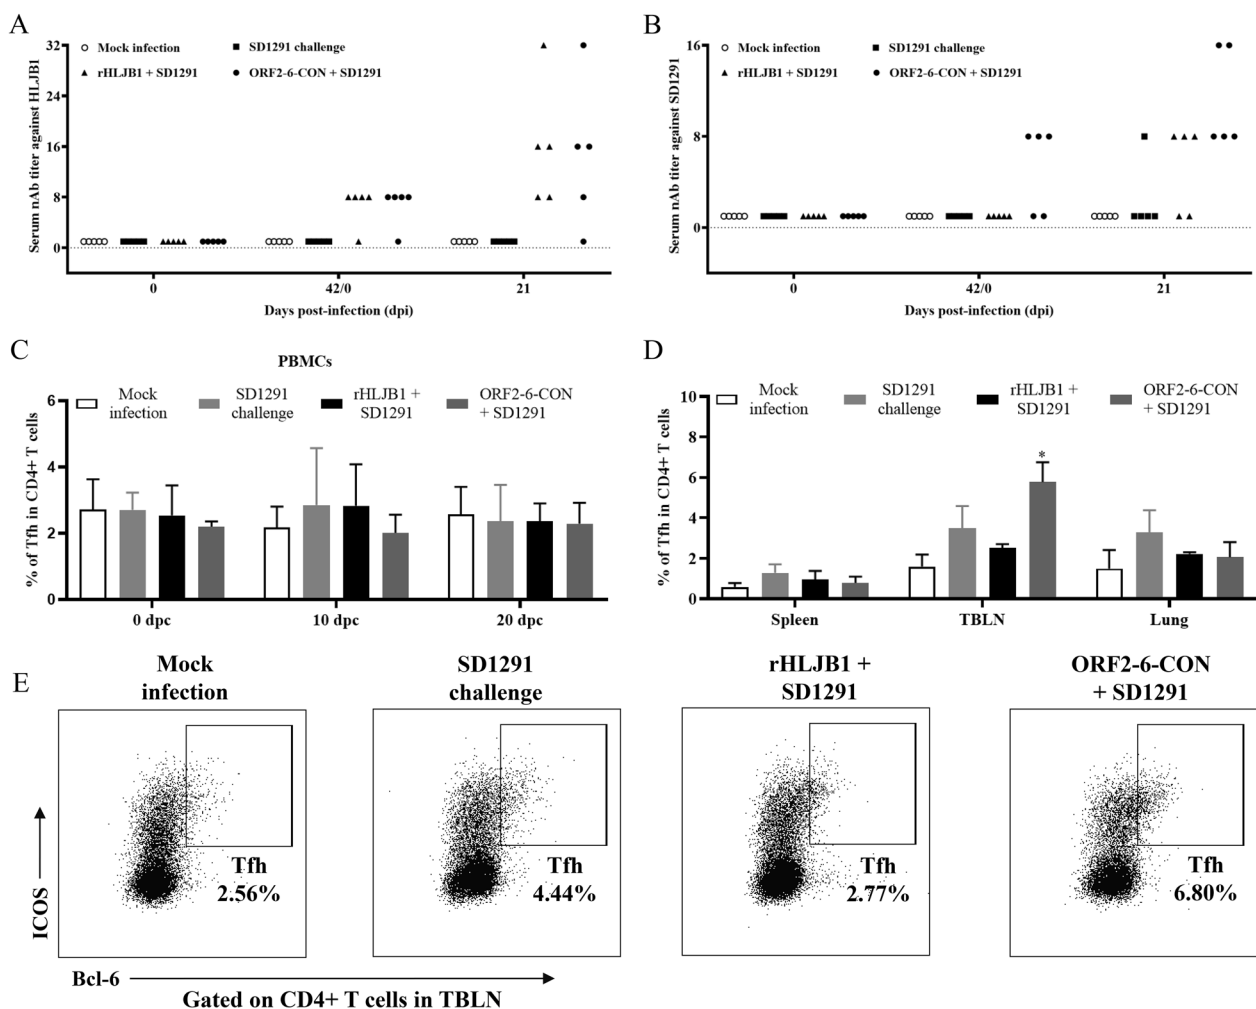 A
Serum nAb titer against HLJB1
32
24
16
8
0
Mock infection
SD1291 challenge
rHLJB1 + SD1291
ORF2-6-CON + SD1291
0
42/0
21
Days post-infection (dpi)
B
Serum nAb titer against SD1291
16
8
0
Mock infection
SD1291 challenge
rHLJB1 + SD1291
ORF2-6-CON + SD1291
0
42/0
21
Days post-infection (dpi)
C
PBMCs
% of Tfh in CD4+ T cells
6
4
2
0
Mock
infection
SD1291
challenge
rHLJB1 +
SD1291
ORF2-6-CON
+ SD1291
0 dpc
10 dpc
20 dpc
D
% of Tfh in CD4+ T cells
10
8
6
4
2
0
Mock
infection
SD1291
challenge
rHLJB1 +
SD1291
ORF2-6-CON
+ SD1291
*
Spleen
TBLN
Lung
E
Mock
infection
SD1291
challenge
rHLJB1 +
SD1291
ORF2-6-CON
+ SD1291
Tfh
2.56%
Tfh
4.44%
Tfh
2.77%
Tfh
6.80%
ICOS
Bcl-6
Gated on CD4+ T cells in TBLN